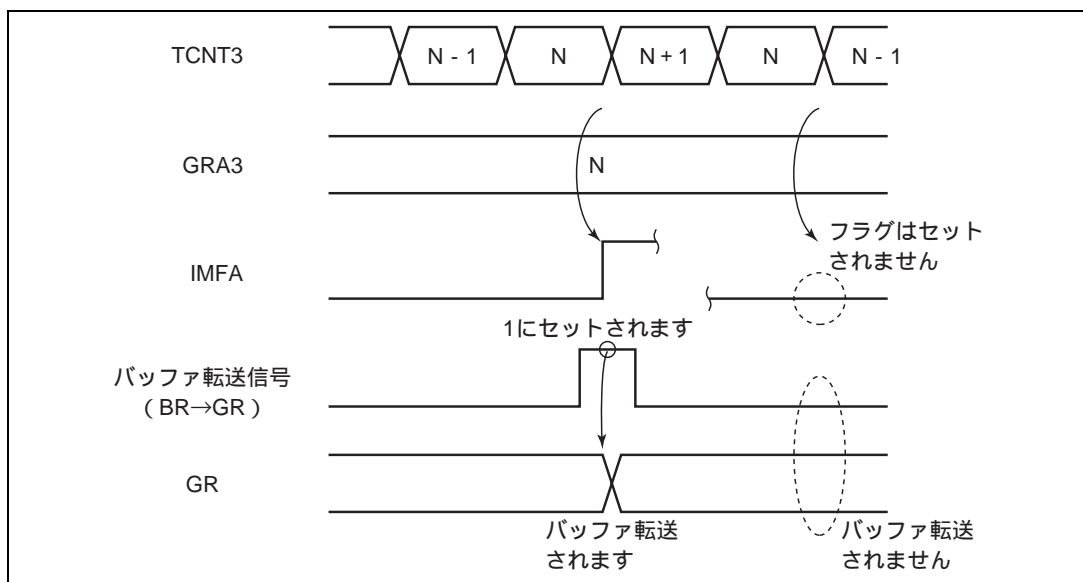 TCNT3
N - 1
N
N + 1
N
N - 1
GRA3
N
フラグはセット
されません
IMFA
1にセットされます
バッファ転送信号
（BR→GR）
GR
バッファ転送
されます
バッファ転送
されません